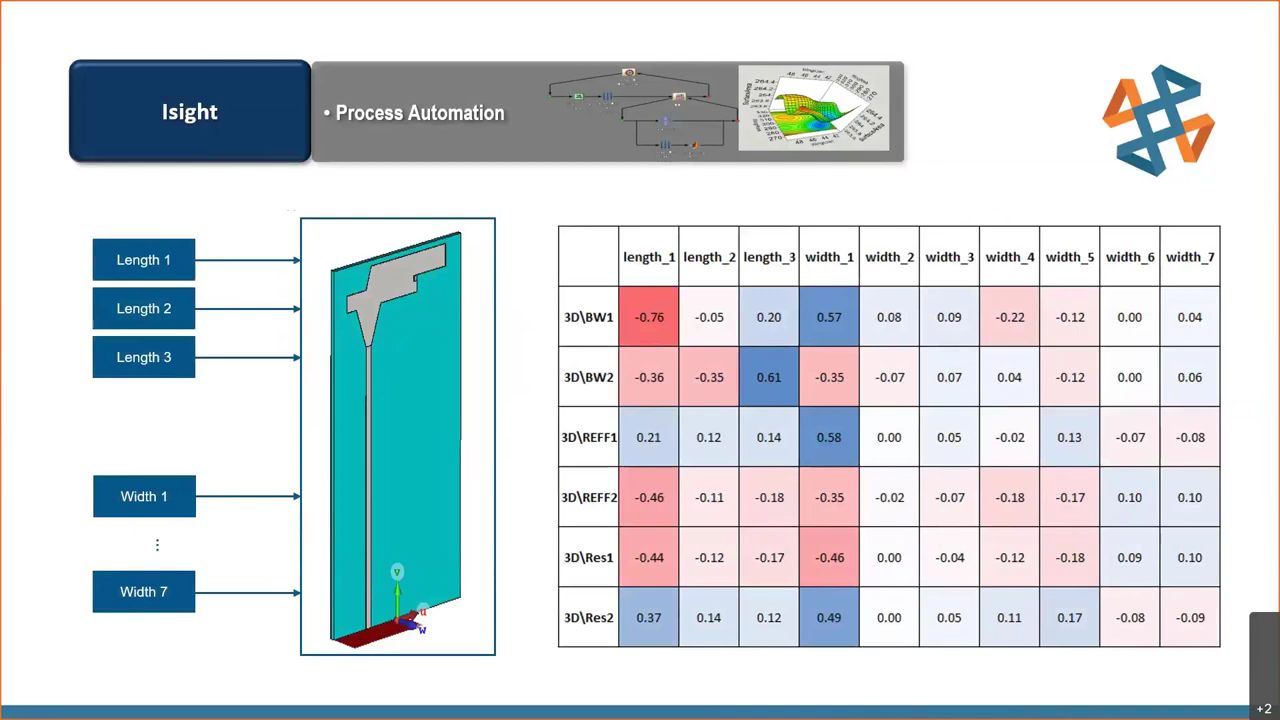 Isight
• Process Automation
Length 1
Length 2
Length 3
Width 1
⋮
Width 7
v
u
w
length_1 length_2 length_3 width_1 width_2 width_3 width_4 width_5 width_6 width_7
3D\BW1 -0.76 -0.05 0.20 0.57 0.08 0.09 -0.22 -0.12 0.00 0.04
3D\BW2 -0.36 -0.35 0.61 -0.35 -0.07 0.07 0.04 -0.12 0.00 0.06
3D\REFF1 0.21 0.12 0.14 0.58 0.00 0.05 -0.02 0.13 -0.07 -0.08
3D\REFF2 -0.46 -0.11 -0.18 -0.35 -0.02 -0.07 -0.18 -0.17 0.10 0.10
3D\Res1 -0.44 -0.12 -0.17 -0.46 0.00 -0.04 -0.12 -0.18 0.09 0.10
3D\Res2 0.37 0.14 0.12 0.49 0.00 0.05 0.11 0.17 -0.08 -0.09
+2